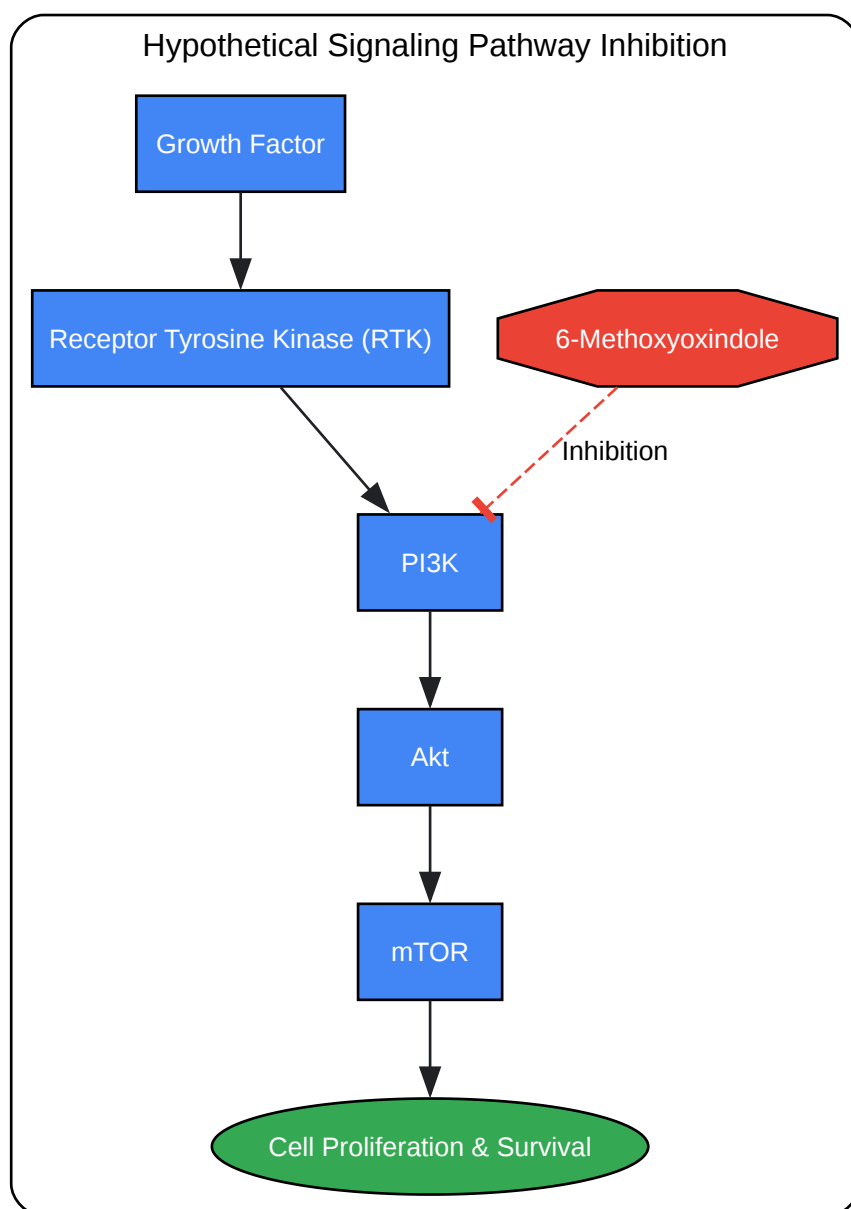 Hypothetical Signaling Pathway Inhibition
Growth Factor
Receptor Tyrosine Kinase (RTK)
6-Methoxyoxindole
Inhibition
PI3K
Akt
mTOR
Cell Proliferation & Survival